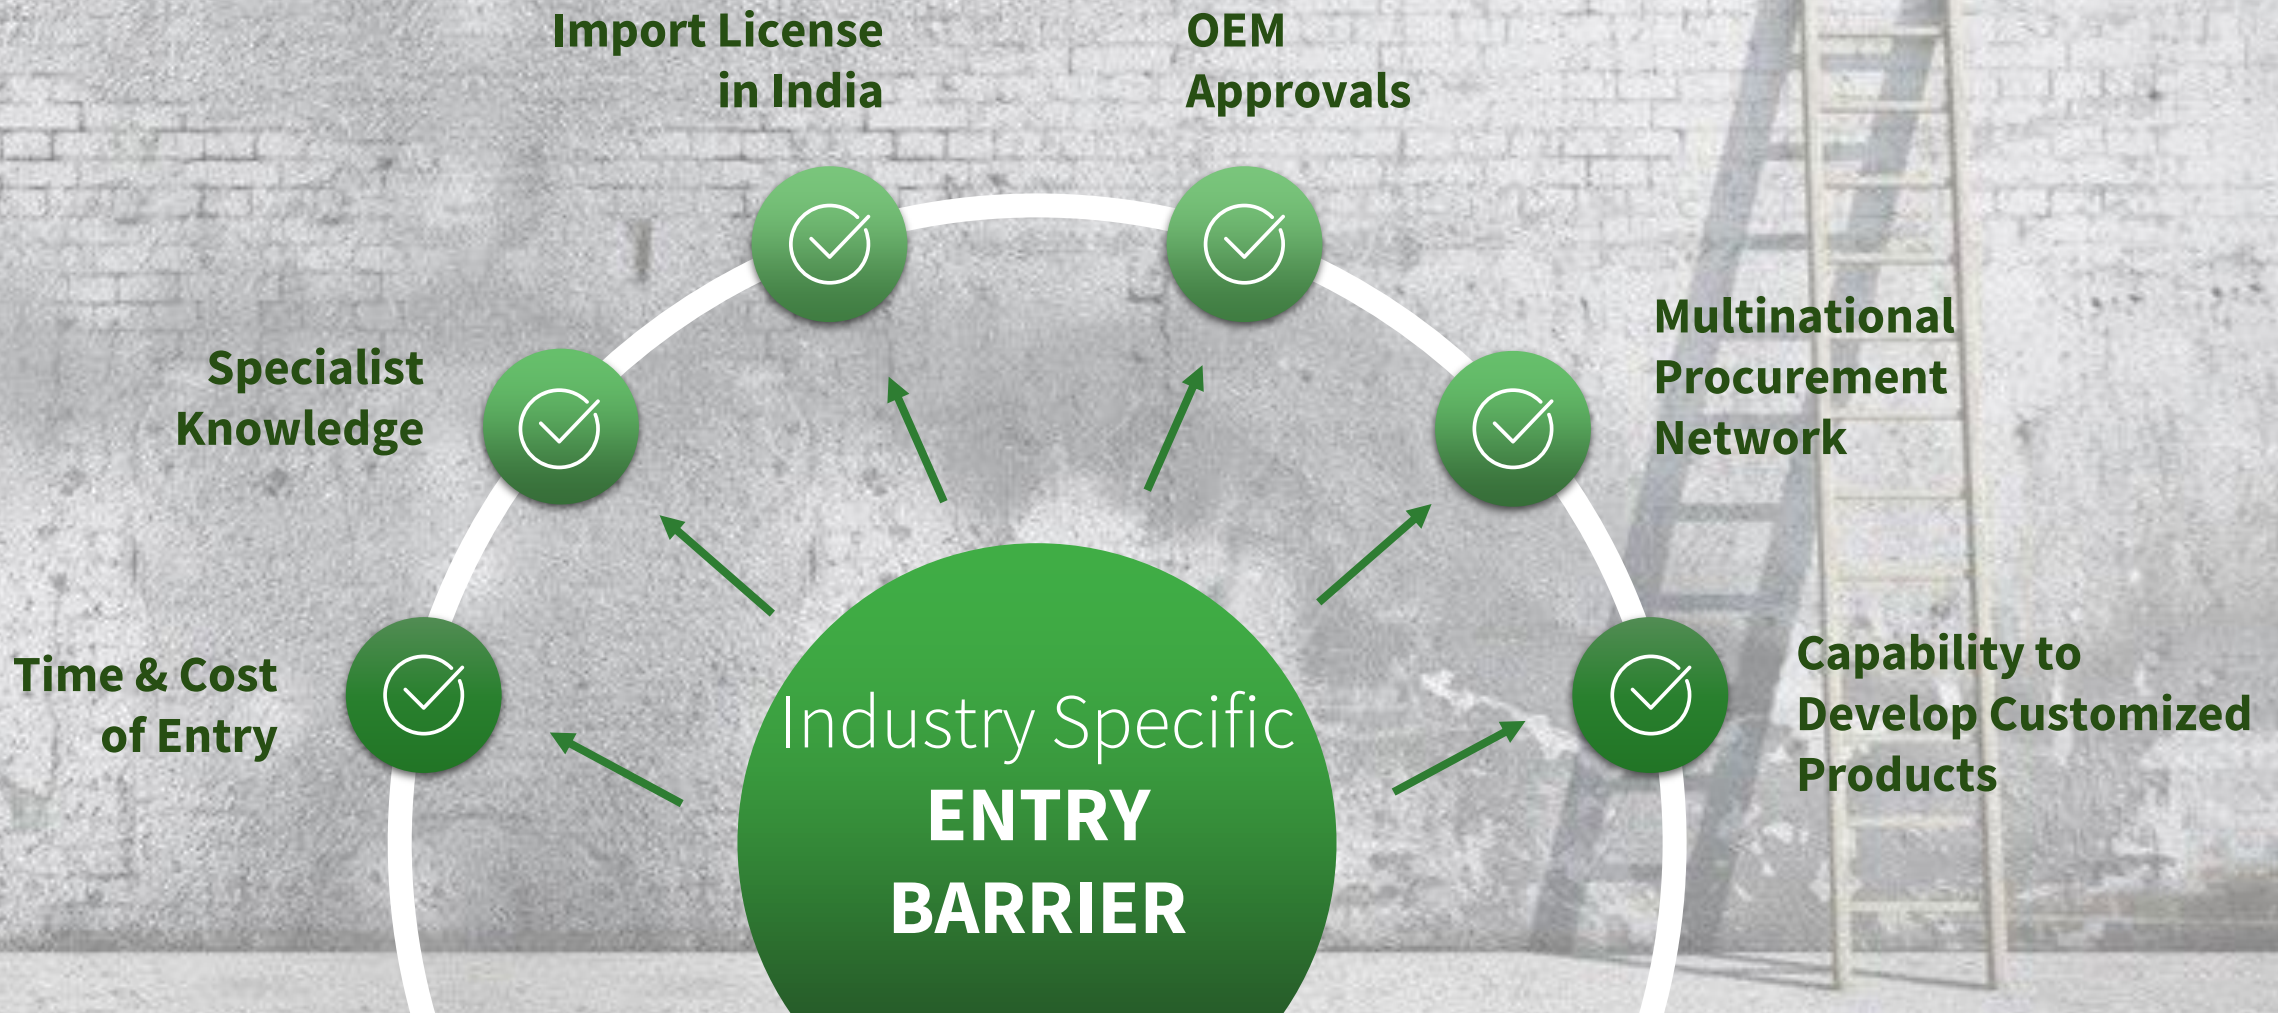 Import License
in India
OEM
Approvals
Specialist
Knowledge
Multinational
Procurement
Network
Time & Cost
of Entry
Capability to
Develop Customized
Products
Industry Specific
ENTRY
BARRIER